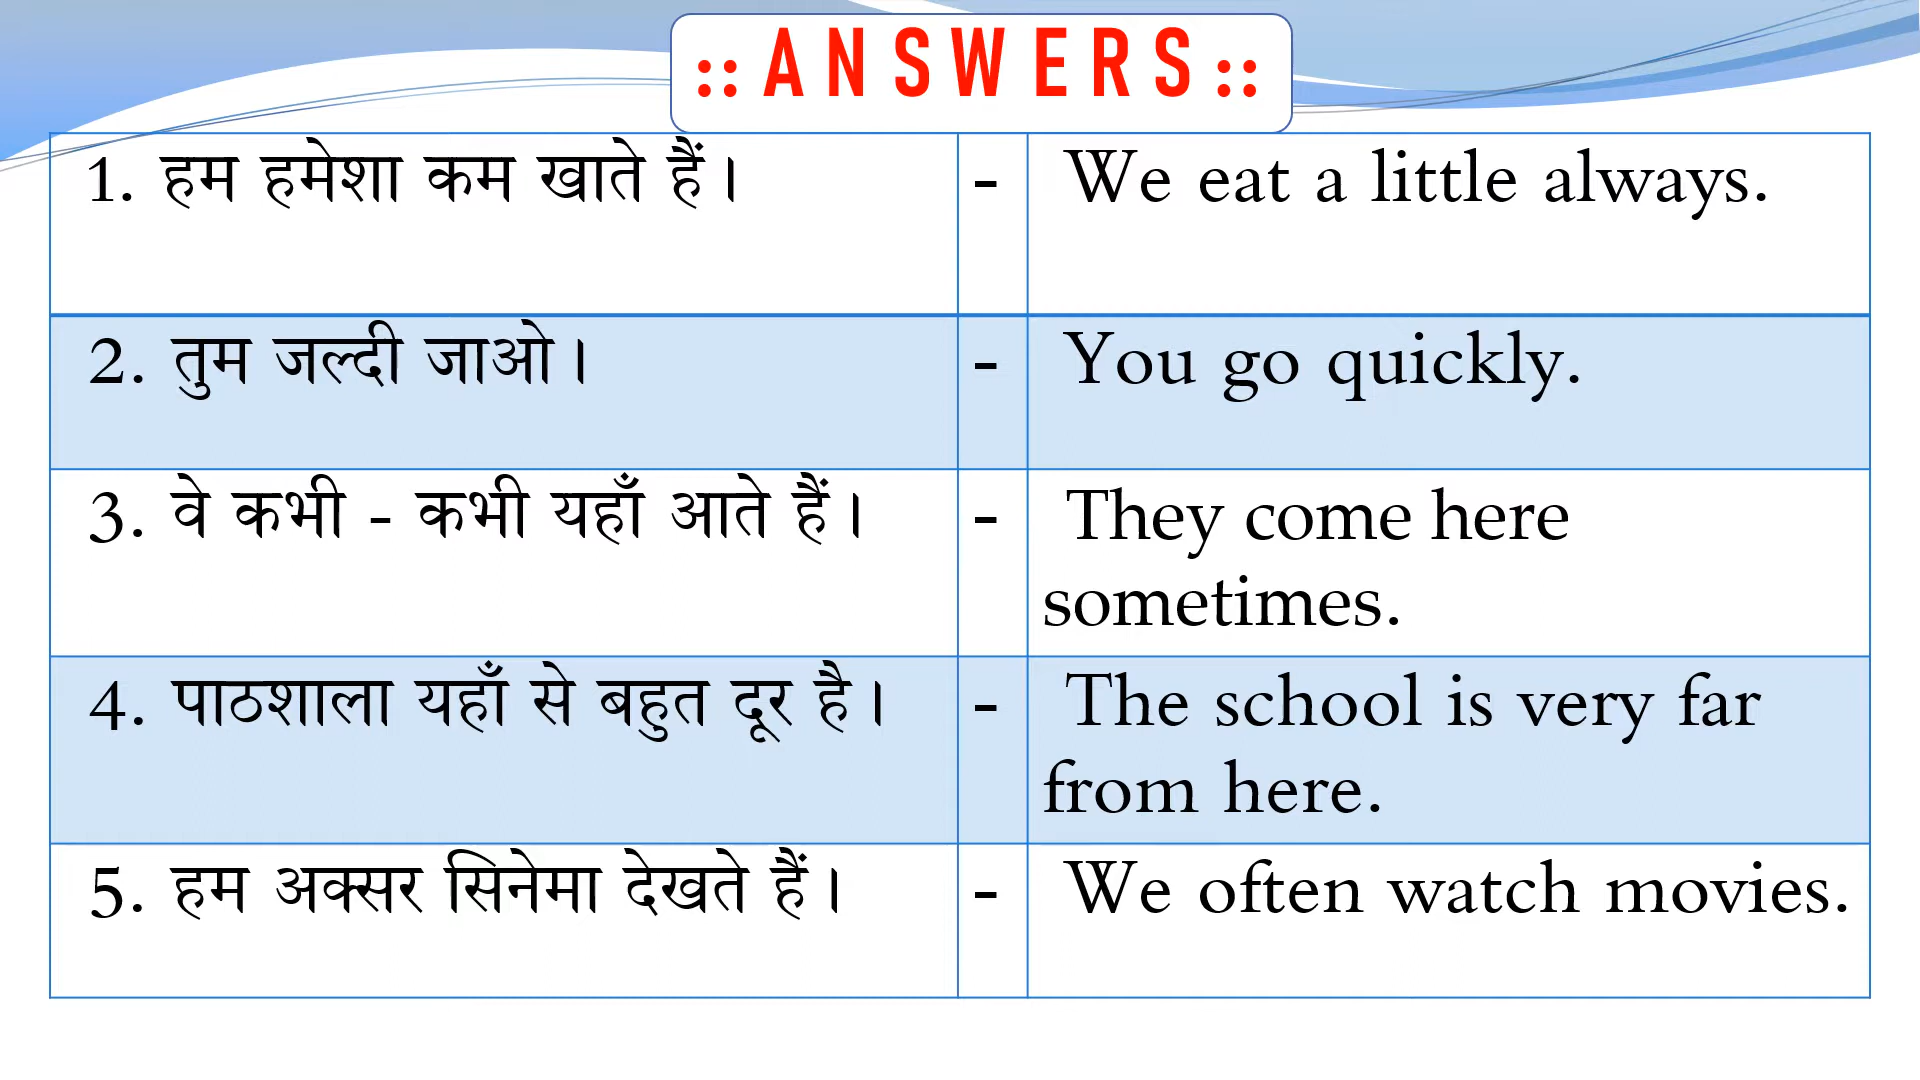 :: A N S W E R S ::
1. हम हमेशा कम खाते हैं। - We eat a little always.
2. तुम जल्दी जाओ। - You go quickly.
3. वे कभी - कभी यहाँ आते हैं। - They come here
sometimes.
4. पाठशाला यहाँ से बहुत दूर है। - The school is very far
from here.
5. हम अक्सर सिनेमा देखते हैं। - We often watch movies.